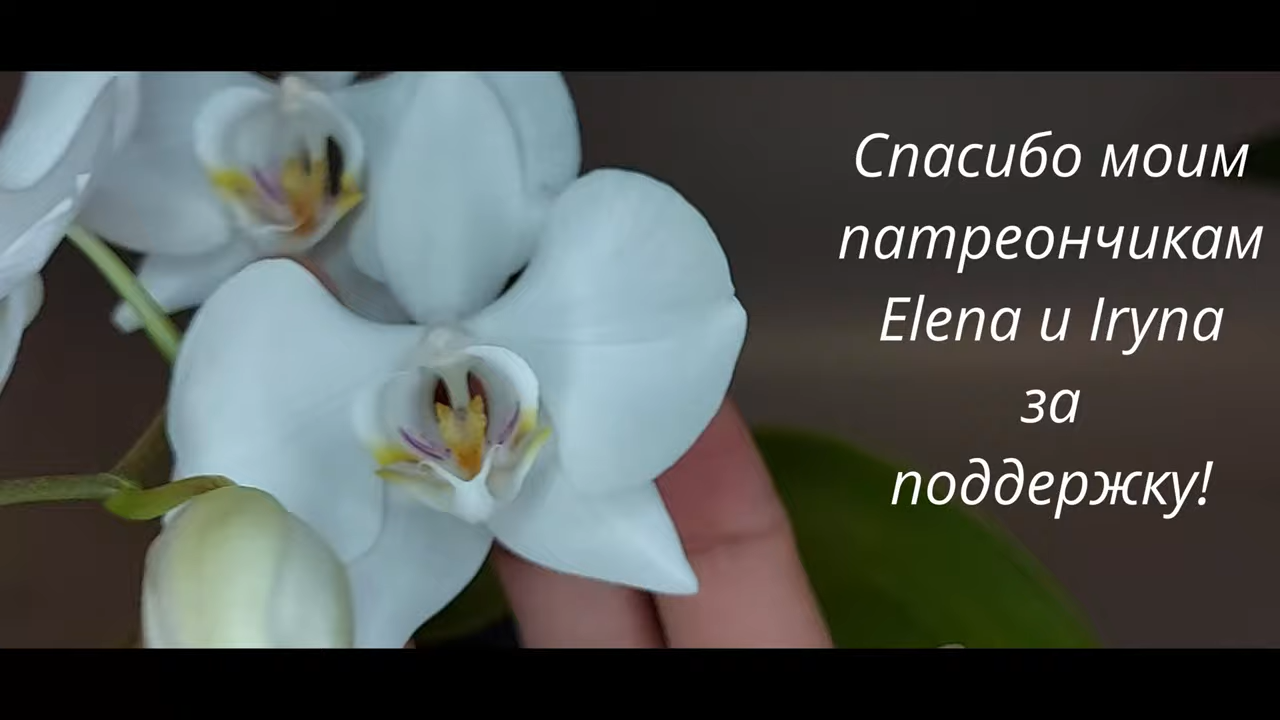 Спасибо моим
патреончикам
Elena и Iryna
за
поддержку!